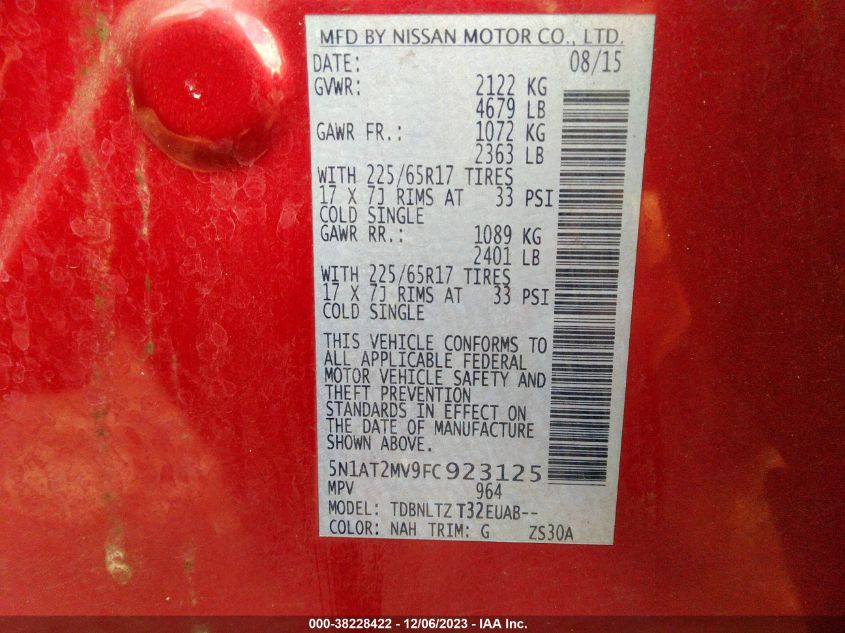 MFD BY NISSAN MOTOR CO., LTD.
DATE: 08/15
GVWR: 2122 KG
4679 LB
GAWR FR.: 1072 KG
2363 LB
WITH 225/65R17 TIRES
17 X 7J RIMS AT 33 PSI
COLD SINGLE
GAWR RR.: 1089 KG
2401 LB
WITH 225/65R17 TIRES
17 X 7J RIMS AT 33 PSI
COLD SINGLE
THIS VEHICLE CONFORMS TO
ALL APPLICABLE FEDERAL
MOTOR VEHICLE SAFETY AND
THEFT PREVENTION
STANDARDS IN EFFECT ON
THE DATE OF MANUFACTURE
SHOWN ABOVE.
5N1AT2MV9FC923125
MPV 964
MODEL: TDBNLTZ T32EUAB--
COLOR: NAH TRIM: G ZS30A
000-38228422 - 12/06/2023 - IAA Inc.